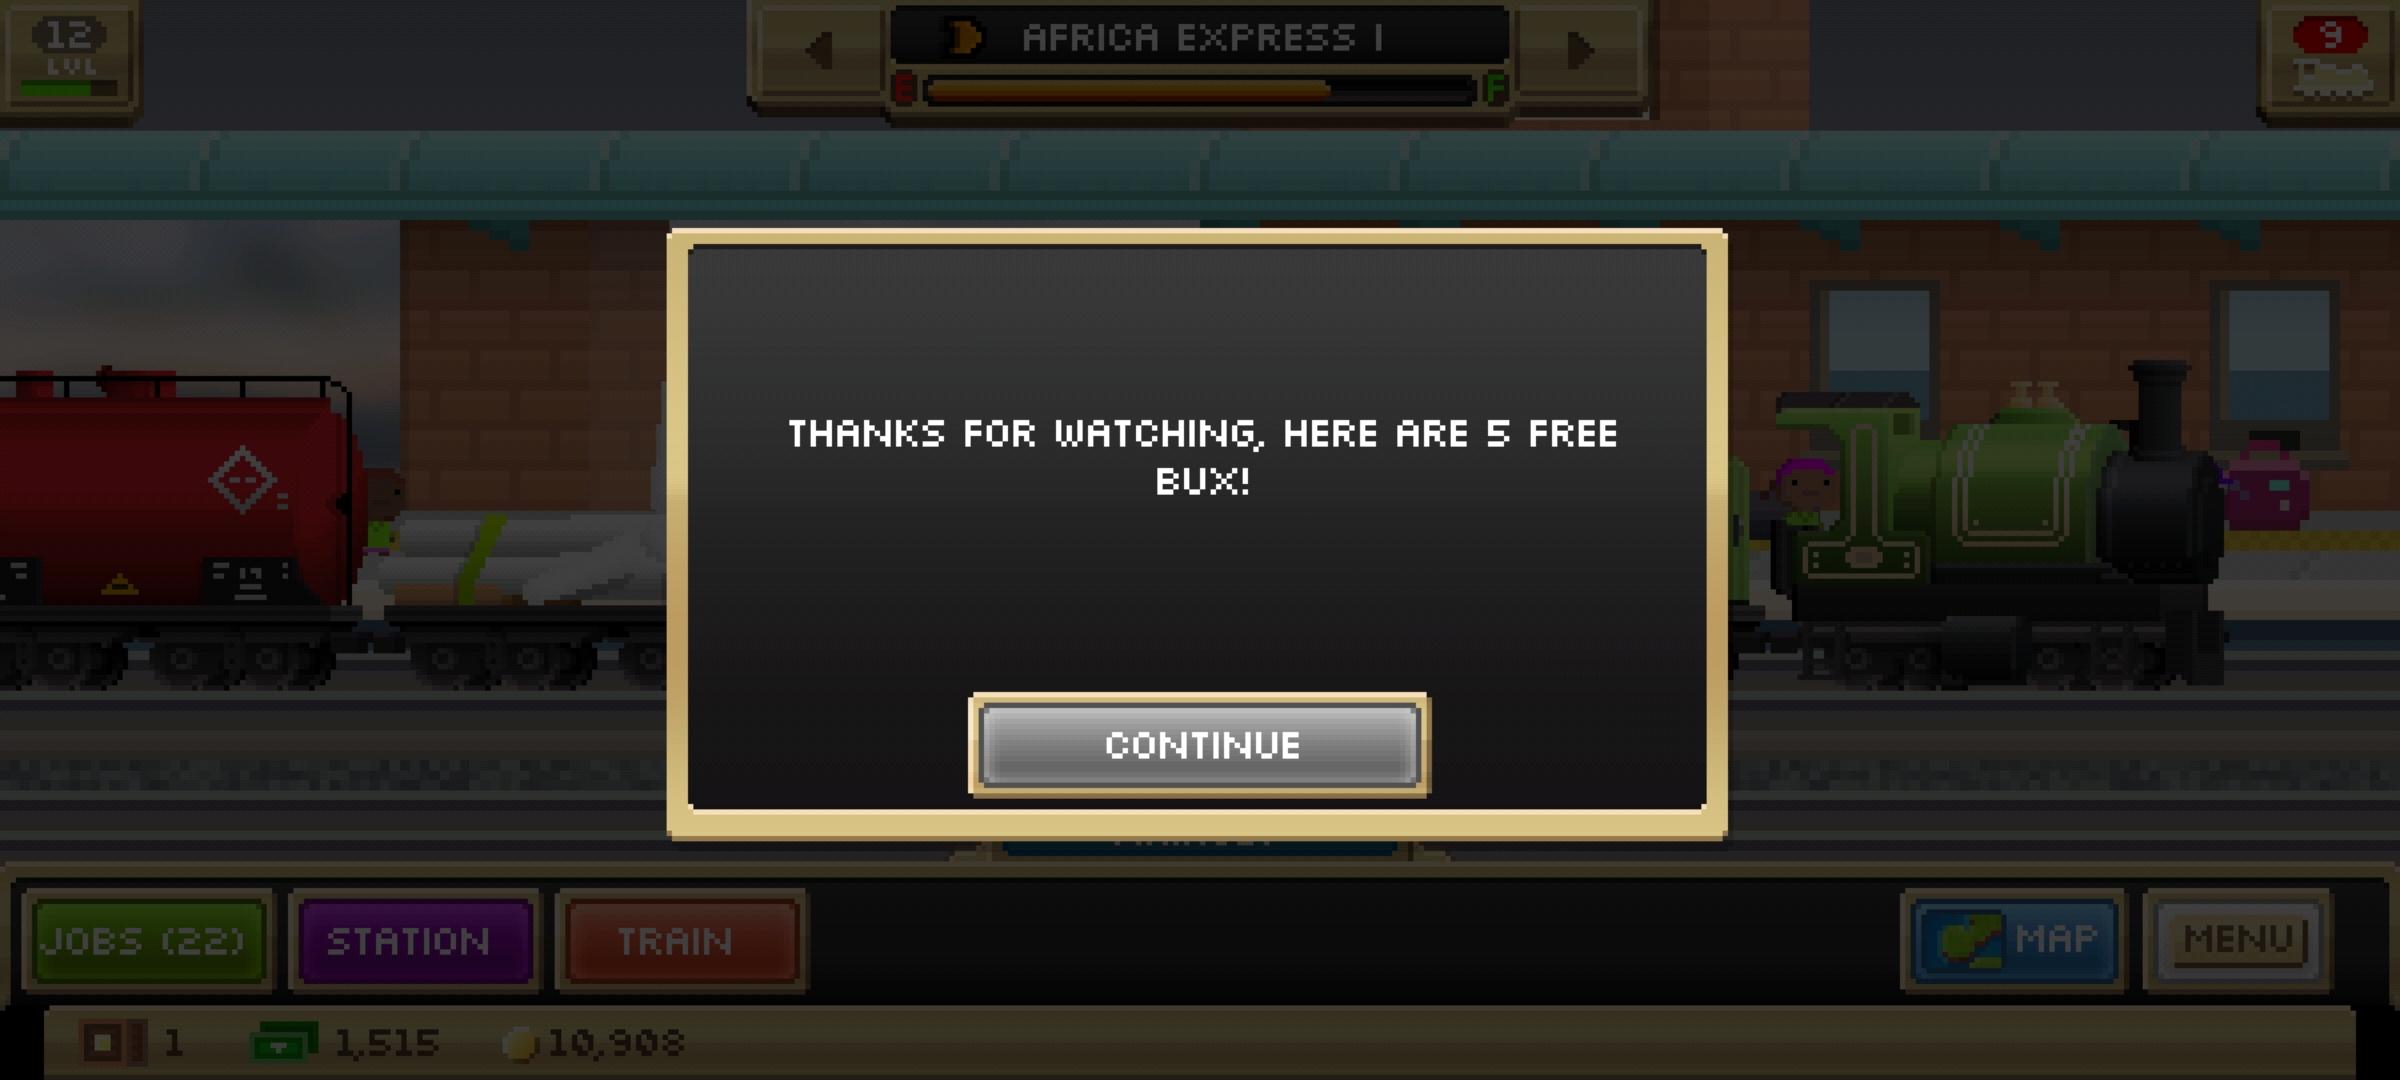 12
LVL
AFRICA EXPRESS I
E
F
9
THANKS FOR WATCHING, HERE ARE 5 FREE
BUX!
CONTINUE
JOBS (22)
STATION
TRAIN
MAP
MENU
1
1,515
10,908